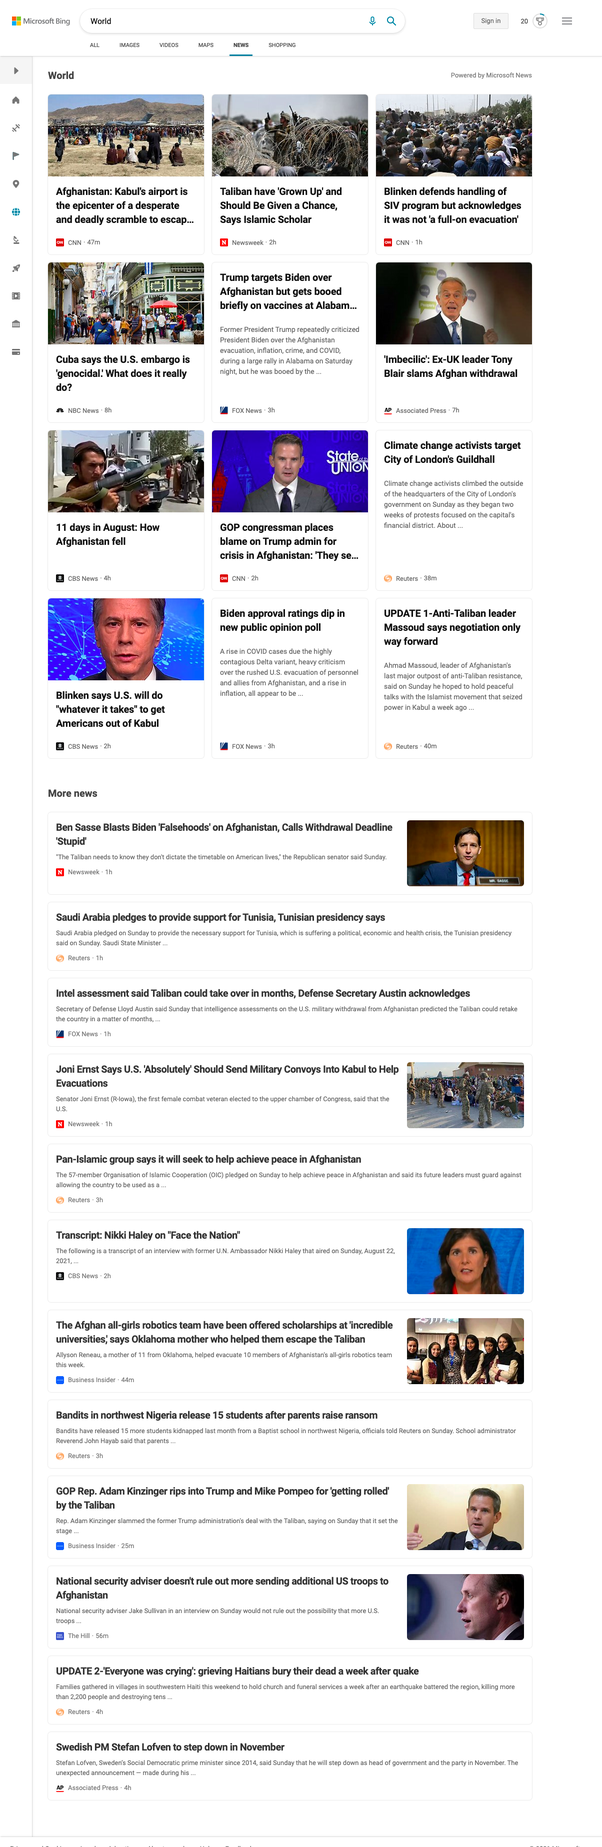 Microsoft Bing
World
Sign in
20
ALL IMAGES VIDEOS MAPS NEWS SHOPPING
World
Powered by Microsoft News
Afghanistan: Kabul's airport is
the epicenter of a desperate
and deadly scramble to escap...
CNN · 47m
Taliban have 'Grown Up' and
Should Be Given a Chance,
Says Islamic Scholar
Newsweek · 2h
Blinken defends handling of
SIV program but acknowledges
it was not 'a full-on evacuation'
CNN · 1h
Cuba says the U.S. embargo is
'genocidal.' What does it really
do?
NBC News · 8h
Trump targets Biden over
Afghanistan but gets booed
briefly on vaccines at Alabam...
Former President Trump repeatedly criticized
President Biden over the Afghanistan
evacuation, inflation, crime, and COVID,
during a large rally in Alabama on Saturday
night, but he was booed by the ...
FOX News · 3h
'Imbecilic': Ex-UK leader Tony
Blair slams Afghan withdrawal
AP Associated Press · 7h
11 days in August: How
Afghanistan fell
CBS News · 4h
State of the
UNION
GOP congressman places
blame on Trump admin for
crisis in Afghanistan: 'They se...
CNN · 2h
Climate change activists target
City of London's Guildhall
Climate change activists climbed the outside
of the headquarters of the City of London's
government on Sunday as they began two
weeks of protests focused on the capital's
financial district. About ...
Reuters · 38m
Blinken says U.S. will do
"whatever it takes" to get
Americans out of Kabul
CBS News · 2h
Biden approval ratings dip in
new public opinion poll
A rise in COVID cases due the highly
contagious Delta variant, heavy criticism
over the rushed U.S. evacuation of personnel
and allies from Afghanistan, and a rise in
inflation, all appear to be ...
FOX News · 3h
UPDATE 1-Anti-Taliban leader
Massoud says negotiation only
way forward
Ahmad Massoud, leader of Afghanistan's
last major outpost of anti-Taliban resistance,
said on Sunday he hoped to hold peaceful
talks with the Islamist movement that seized
power in Kabul a week ago ...
Reuters · 40m
More news
Ben Sasse Blasts Biden 'Falsehoods' on Afghanistan, Calls Withdrawal Deadline
'Stupid'
"The Taliban needs to know they don't dictate the timetable on American lives," the Republican senator said Sunday.
Newsweek · 1h
MR. SASSE
Saudi Arabia pledges to provide support for Tunisia, Tunisian presidency says
Saudi Arabia pledged on Sunday to provide the necessary support for Tunisia, which is suffering a political, economic and health crisis, the Tunisian presidency
said on Sunday. Saudi State Minister ...
Reuters · 1h
Intel assessment said Taliban could take over in months, Defense Secretary Austin acknowledges
Secretary of Defense Lloyd Austin said Sunday that intelligence assessments on the U.S. military withdrawal from Afghanistan predicted the Taliban could retake
the country in a matter of months, ...
FOX News · 1h
Joni Ernst Says U.S. 'Absolutely' Should Send Military Convoys Into Kabul to Help
Evacuations
Senator Joni Ernst (R-Iowa), the first female combat veteran elected to the upper chamber of Congress, said that the
U.S.
Newsweek · 1h
Pan-Islamic group says it will seek to help achieve peace in Afghanistan
The 57-member Organisation of Islamic Cooperation (OIC) pledged on Sunday to help achieve peace in Afghanistan and said its future leaders must guard against
allowing the country to be used as a ...
Reuters · 3h
Transcript: Nikki Haley on "Face the Nation"
The following is a transcript of an interview with former U.N. Ambassador Nikki Haley that aired on Sunday, August 22,
2021, ...
CBS News · 2h
The Afghan all-girls robotics team have been offered scholarships at 'incredible
universities,' says Oklahoma mother who helped them escape the Taliban
Allyson Reneau, a mother of 11 from Oklahoma, helped evacuate 10 members of Afghanistan's all-girls robotics team
this week.
Business Insider · 44m
Bandits in northwest Nigeria release 15 students after parents raise ransom
Bandits have released 15 more students kidnapped last month from a Baptist school in northwest Nigeria, officials told Reuters on Sunday. School administrator
Reverend John Hayab said that parents ...
Reuters · 3h
GOP Rep. Adam Kinzinger rips into Trump and Mike Pompeo for 'getting rolled'
by the Taliban
Rep. Adam Kinzinger slammed the former Trump administration's deal with the Taliban, saying on Sunday that it set the
stage ...
Business Insider · 25m
National security adviser doesn't rule out more sending additional US troops to
Afghanistan
National security adviser Jake Sullivan in an interview on Sunday would not rule out the possibility that more U.S.
troops ...
The Hill · 56m
UPDATE 2-'Everyone was crying': grieving Haitians bury their dead a week after quake
Families gathered in villages in southwestern Haiti this weekend to hold church and funeral services a week after an earthquake battered the region, killing more
than 2,200 people and destroying tens ...
Reuters · 4h
Swedish PM Stefan Lofven to step down in November
Stefan Lofven, Sweden's Social Democratic prime minister since 2014, said Sunday that he will step down as head of government and the party in November. The
unexpected announcement — made during his ...
AP Associated Press · 4h